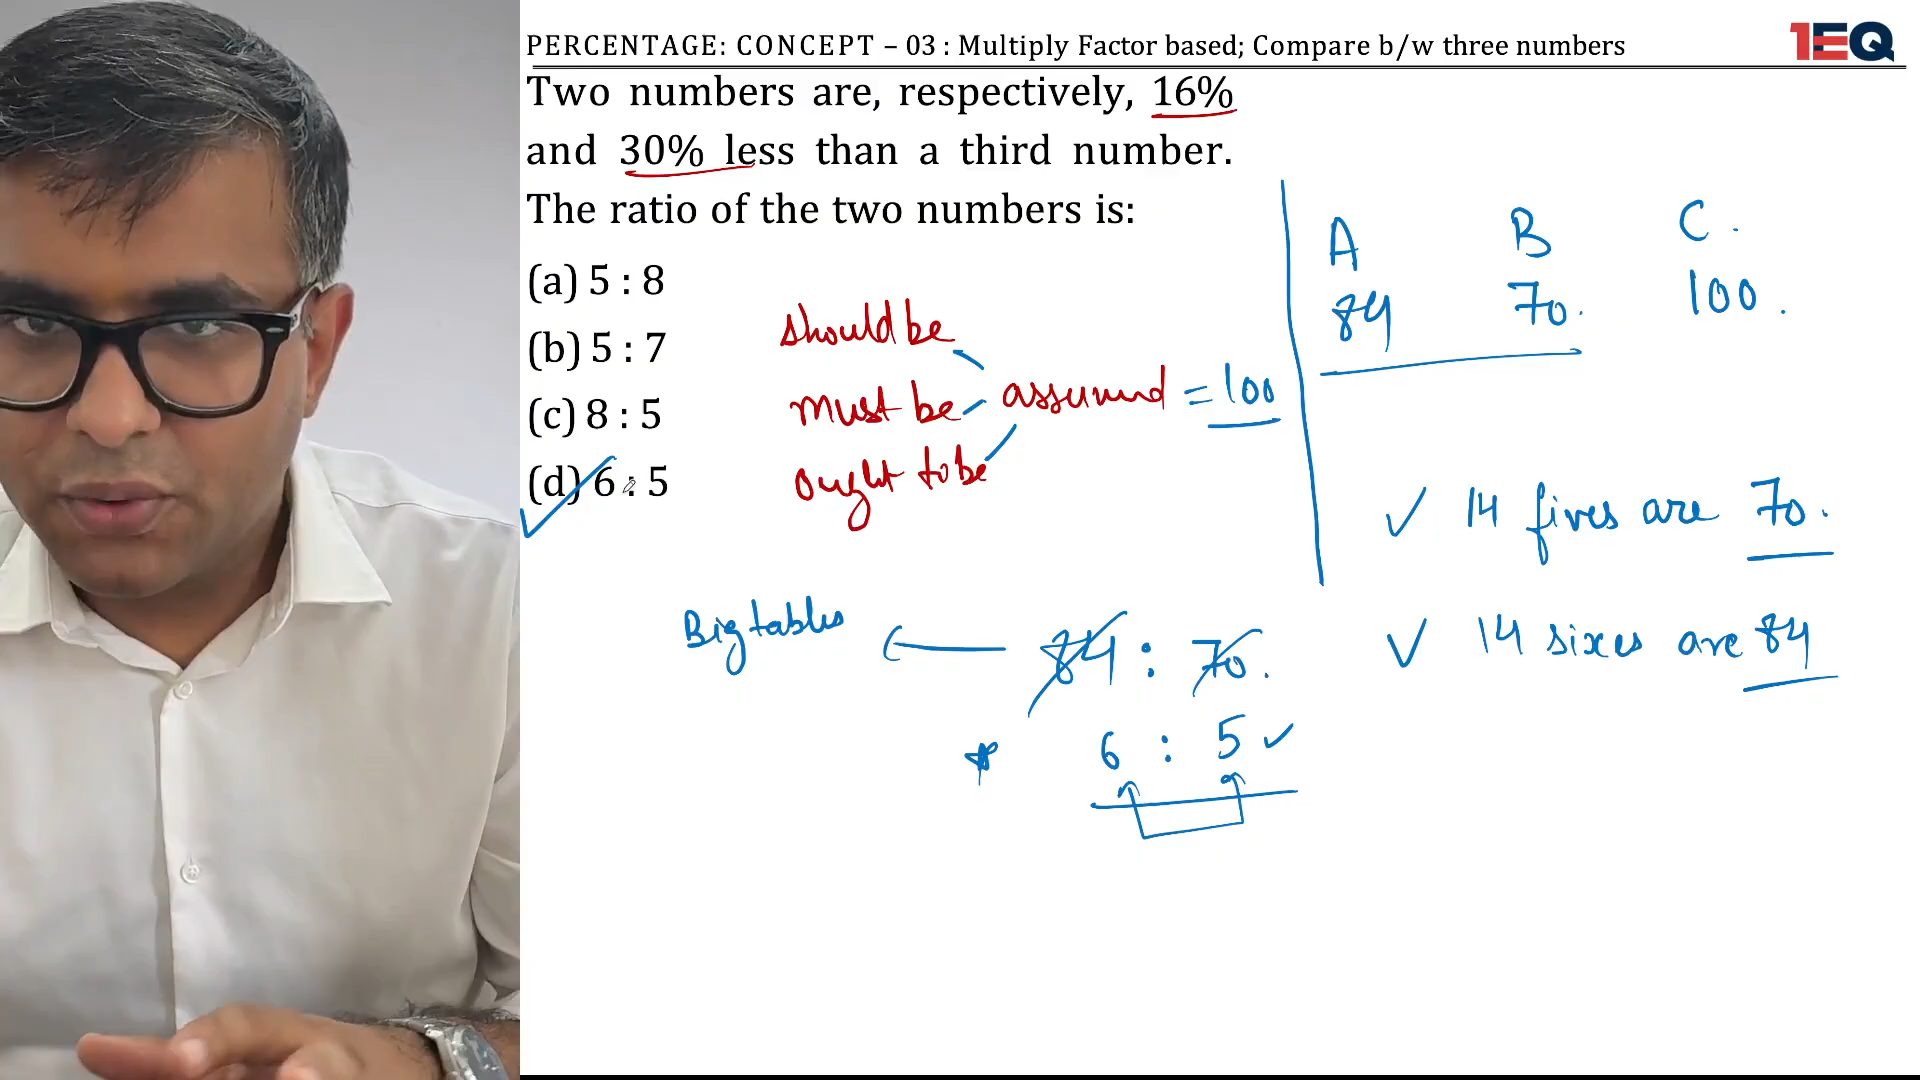 PERCENTAGE: CONCEPT – 03 : Multiply Factor based; Compare b/w three numbers
1EQ
Two numbers are, respectively, 16%
and 30% less than a third number.
The ratio of the two numbers is:
(a) 5 : 8
(b) 5 : 7
(c) 8 : 5
(d) 6 : 5
should be
must be
ought to be
assumed = 100
A B C.
84 70. 100.
✓ 14 fives are 70.
✓ 14 sixes are 84
Big tables ← 84 : 70.
* 6 : 5 ✓